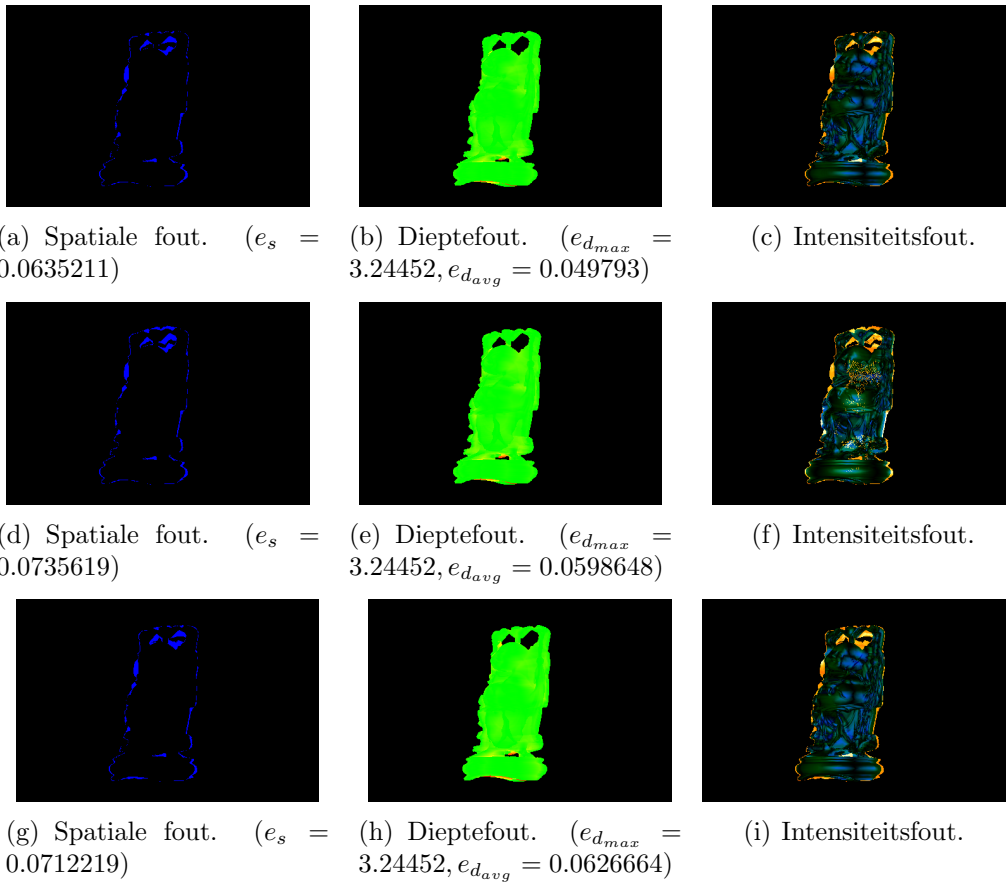 (a) Spatiale fout. (e_s =
0.0635211)
(b) Dieptefout. (e_{d_{max}} =
3.24452, e_{d_{avg}} = 0.049793)
(c) Intensiteitsfout.
(d) Spatiale fout. (e_s =
0.0735619)
(e) Dieptefout. (e_{d_{max}} =
3.24452, e_{d_{avg}} = 0.0598648)
(f) Intensiteitsfout.
(g) Spatiale fout. (e_s =
0.0712219)
(h) Dieptefout. (e_{d_{max}} =
3.24452, e_{d_{avg}} = 0.0626664)
(i) Intensiteitsfout.